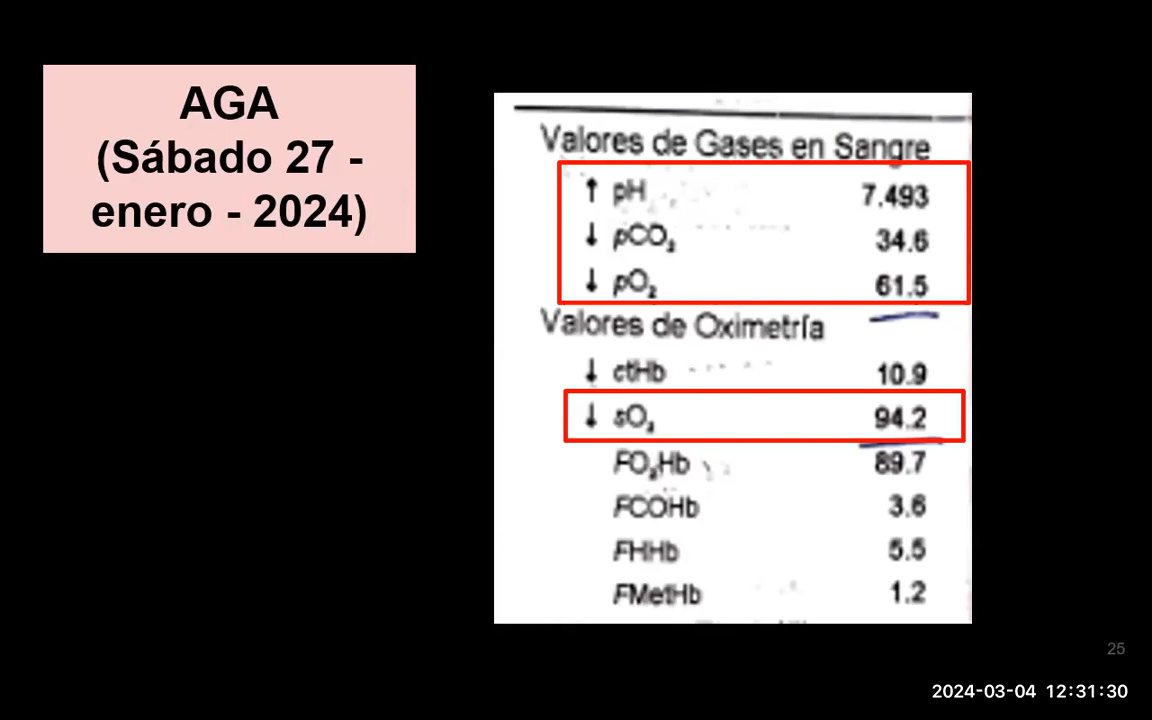 AGA
(Sábado 27 -
enero - 2024)
Valores de Gases en Sangre
↑ pH 7.493
↓ pCO₂ 34.6
↓ pO₂ 61.5
Valores de Oximetría
↓ ctHb 10.9
↓ sO₂ 94.2
FO₂Hb 89.7
FCOHb 3.6
FHHb 5.5
FMetHb 1.2
25
2024-03-04 12:31:30